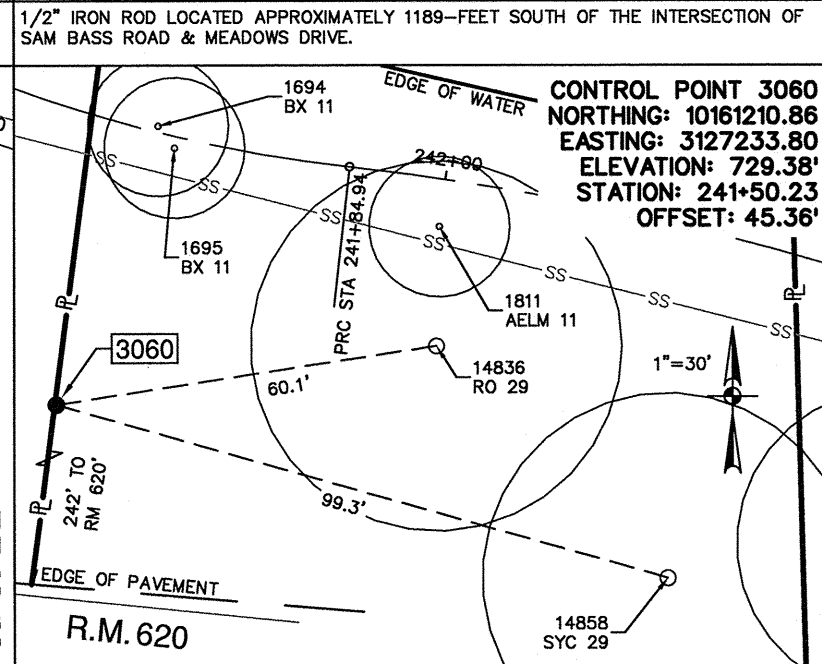 1/2" IRON ROD LOCATED APPROXIMATELY 1189-FEET SOUTH OF THE INTERSECTION OF
SAM BASS ROAD & MEADOWS DRIVE.
1694
BX 11
EDGE OF WATER
CONTROL POINT 3060
NORTHING: 10161210.86
EASTING: 3127233.80
ELEVATION: 729.38'
STATION: 241+50.23
OFFSET: 45.36'
242+00
SS
SS
SS
SS
SS
SS
SS
PRC STA 241+84.94
1695
BX 11
1811
AELM 11
PL
PL
3060
14836
RO 29
1"=30'
60.1'
99.3'
242' TO
RM 620'
PL
EDGE OF PAVEMENT
R.M. 620
14858
SYC 29